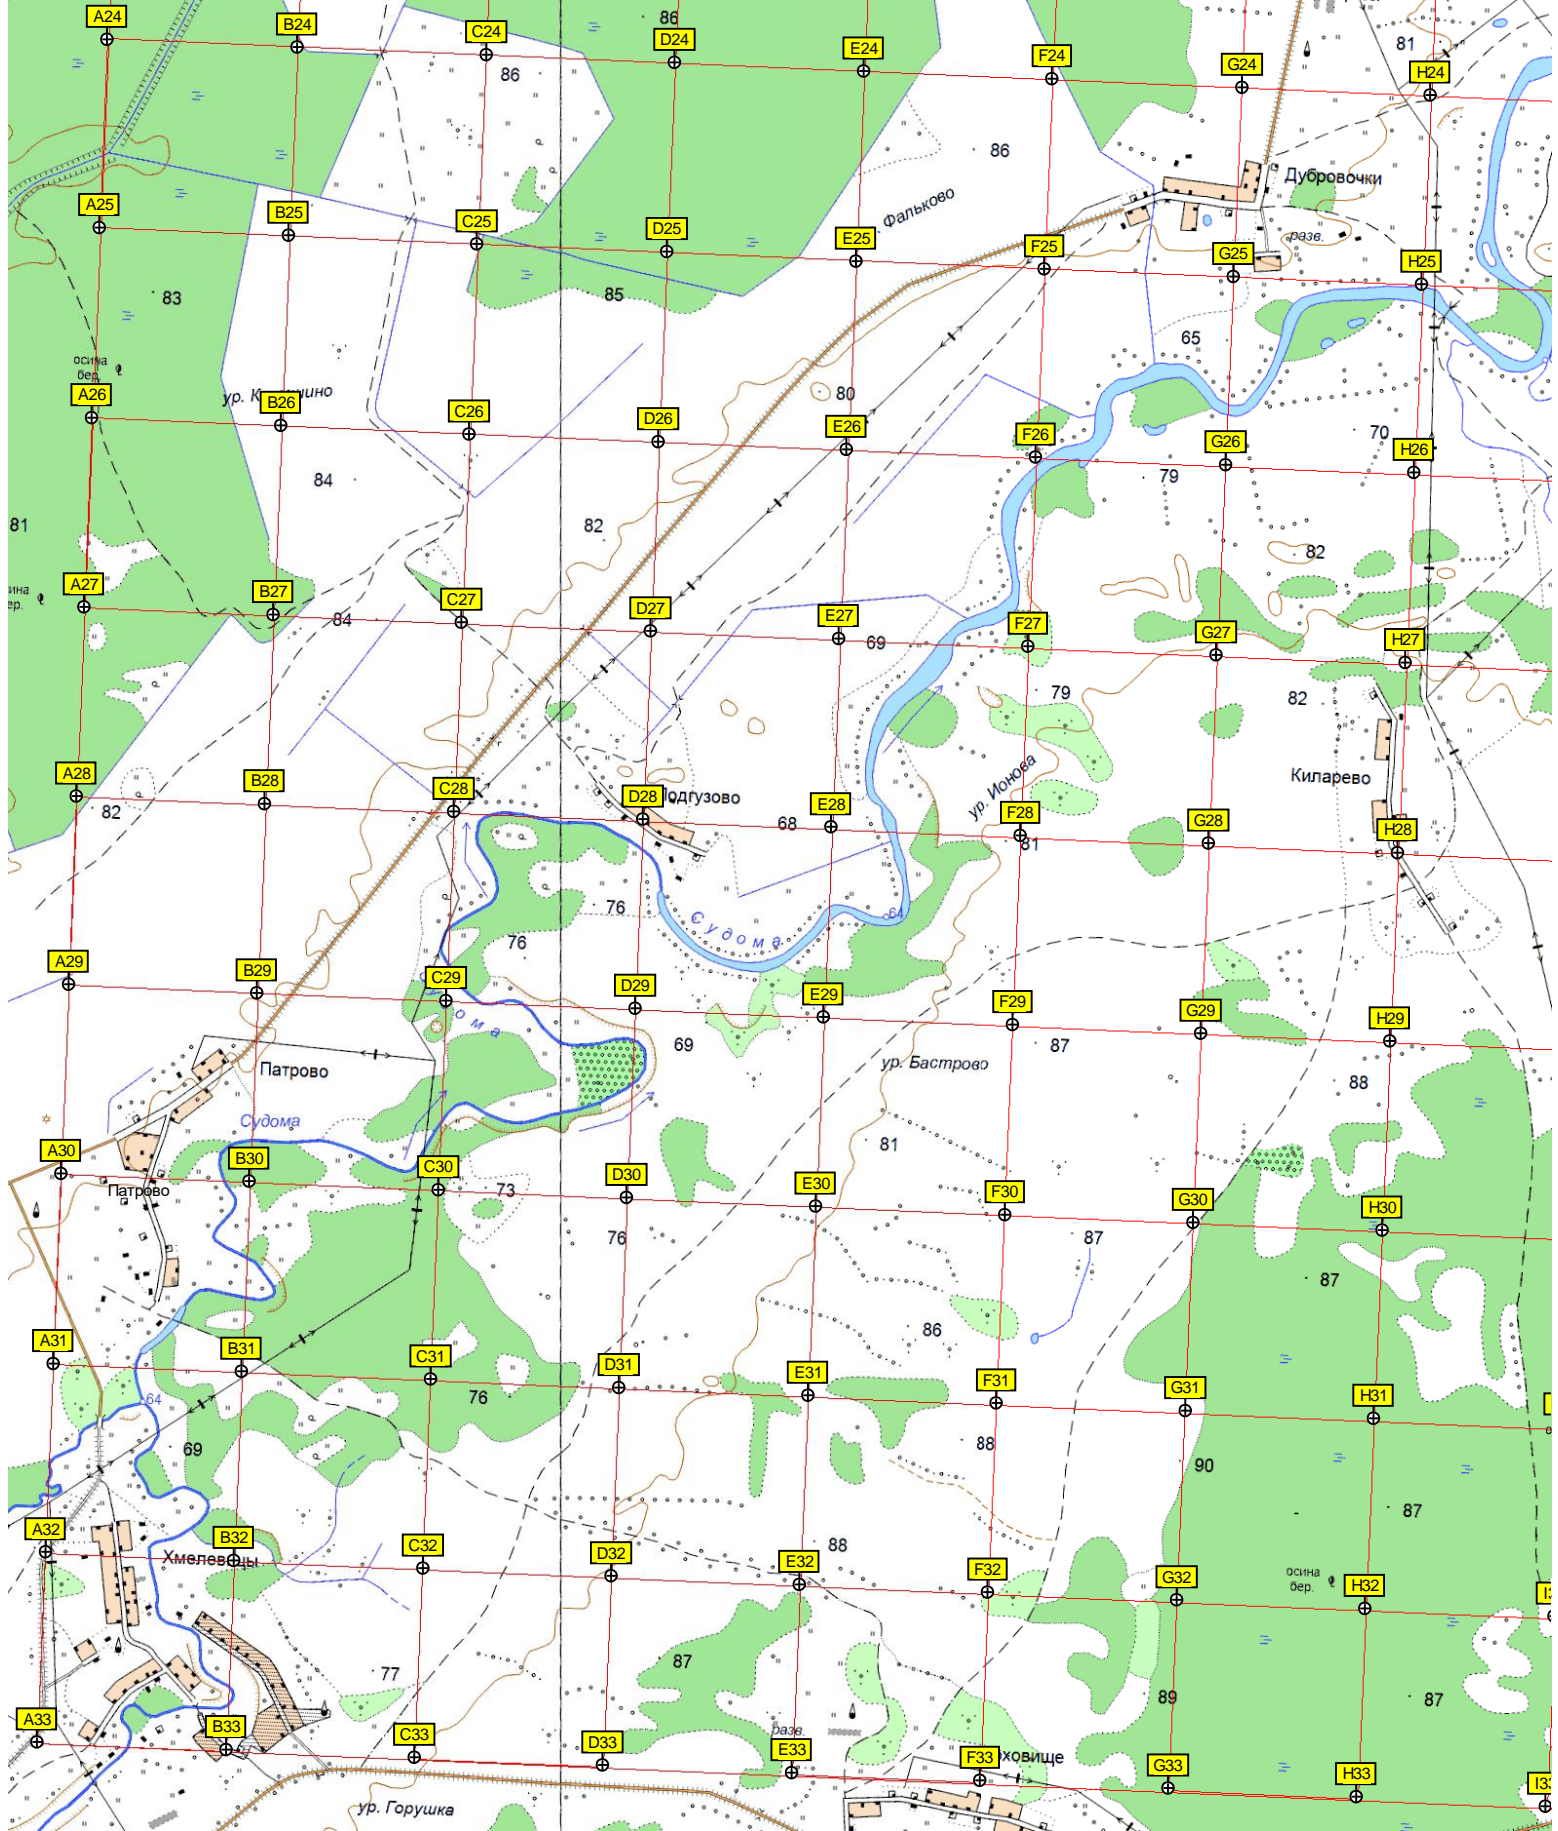 A24
B24
C24
86
D24
E24
F24
G24
81
H24
86
86
Дубровочки
A25
B25
C25
D25
E25
Фальково
F25
G25
разв.
H25
83
85
65
осина
бер.
80
A26
ур.
B26
C26
D26
E26
F26
G26
70
H26
84
79
81
82
82
A27
B27
84
C27
D27
E27
69
F27
G27
H27
79
82
A28
82
B28
C28
D28
Подгузово
68
E28
ур. Ионова
F28
81
G28
Киларево
H28
76
76
Судома
64
A29
B29
C29
D29
E29
F29
G29
H29
69
ур. Бастрово
87
88
Патрово
Судома
81
A30
Патрово
B30
C30
73
D30
E30
F30
G30
H30
76
87
87
86
A31
B31
C31
D31
E31
F31
G31
H31
64
76
69
88
90
87
A32
Хмелевицы
B32
C32
D32
88
E32
F32
G32
осина
бер.
H32
77
87
89
87
A33
B33
C33
D33
разв.
E33
F33
G33
H33
ур. Горушка